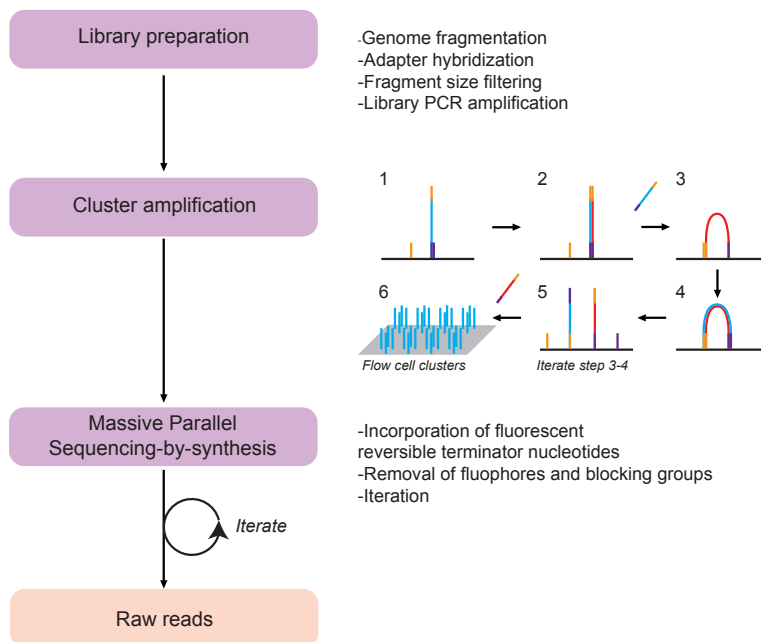 Library preparation
-Genome fragmentation
-Adapter hybridization
-Fragment size filtering
-Library PCR amplification
Cluster amplification
1
2
3
6
5
4
Flow cell clusters
Iterate step 3-4
Massive Parallel
Sequencing-by-synthesis
-Incorporation of fluorescent
reversible terminator nucleotides
-Removal of fluophores and blocking groups
-Iteration
Iterate
Raw reads